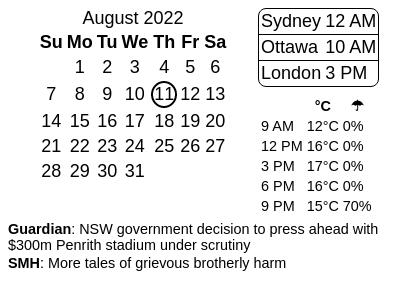 August 2022
Su Mo Tu We Th Fr Sa
1 2 3 4 5 6
7 8 9 10 11 12 13
14 15 16 17 18 19 20
21 22 23 24 25 26 27
28 29 30 31
Sydney 12 AM
Ottawa 10 AM
London 3 PM
°C ☂
9 AM 12°C 0%
12 PM 16°C 0%
3 PM 17°C 0%
6 PM 16°C 0%
9 PM 15°C 70%
Guardian: NSW government decision to press ahead with
$300m Penrith stadium under scrutiny
SMH: More tales of grievous brotherly harm